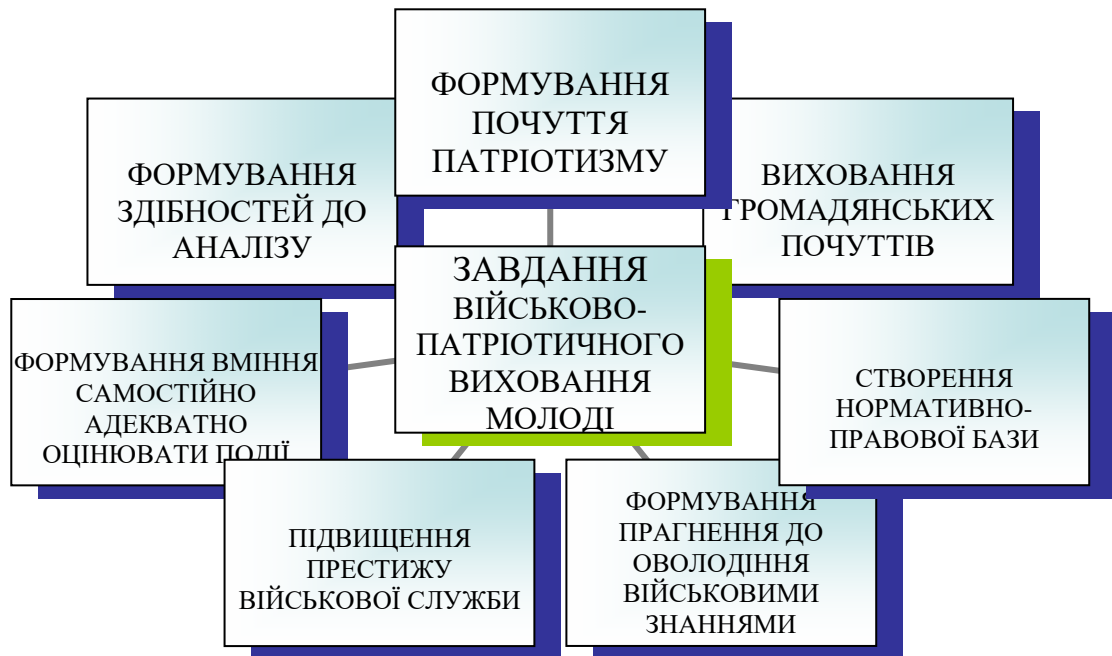 ФОРМУВАННЯ
ПОЧУТТЯ
ПАТРІОТИЗМУ
ФОРМУВАННЯ
ЗДІБНОСТЕЙ ДО
АНАЛІЗУ
ВИХОВАННЯ
ГРОМАДЯНСЬКИХ
ПОЧУТТІВ
ЗАВДАННЯ
ВІЙСЬКОВО-
ПАТРІОТИЧНОГО
ВИХОВАННЯ
МОЛОДІ
ФОРМУВАННЯ ВМІННЯ
САМОСТІЙНО
АДЕКВАТНО
ОЦІНЮВАТИ ПОДІЇ
СТВОРЕННЯ
НОРМАТИВНО-
ПРАВОВОЇ БАЗИ
ПІДВИЩЕННЯ
ПРЕСТИЖУ
ВІЙСЬКОВОЇ СЛУЖБИ
ФОРМУВАННЯ
ПРАГНЕННЯ ДО
ОВОЛОДІННЯ
ВІЙСЬКОВИМИ
ЗНАННЯМИ